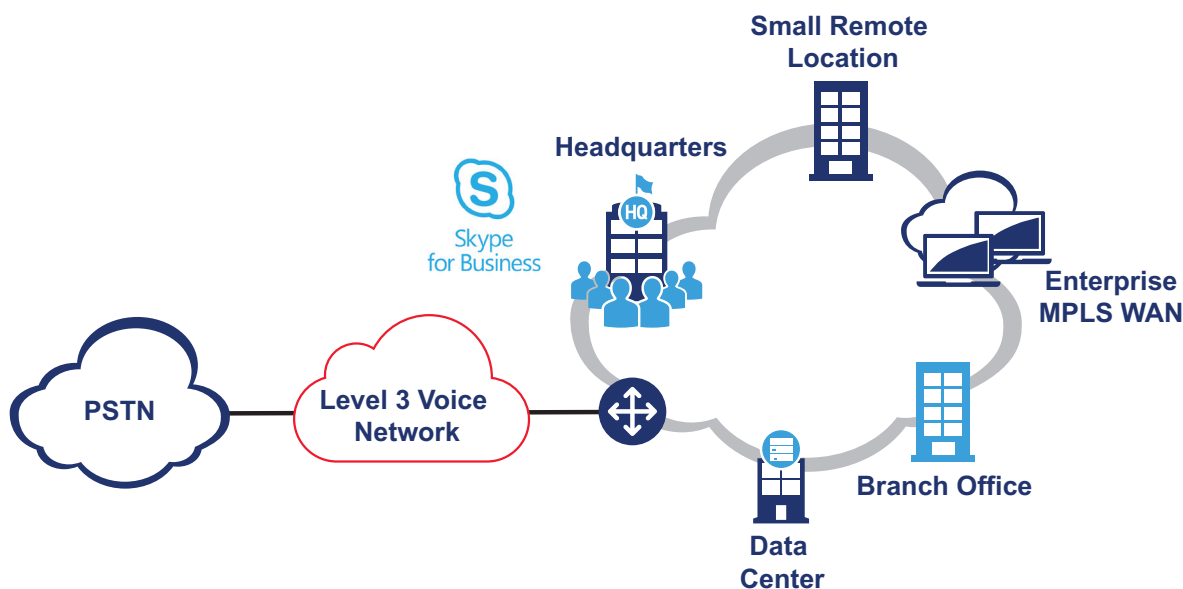 Small Remote
Location
Headquarters
HQ
S
Skype
for Business
Enterprise
MPLS WAN
PSTN
Level 3 Voice
Network
Branch Office
Data
Center